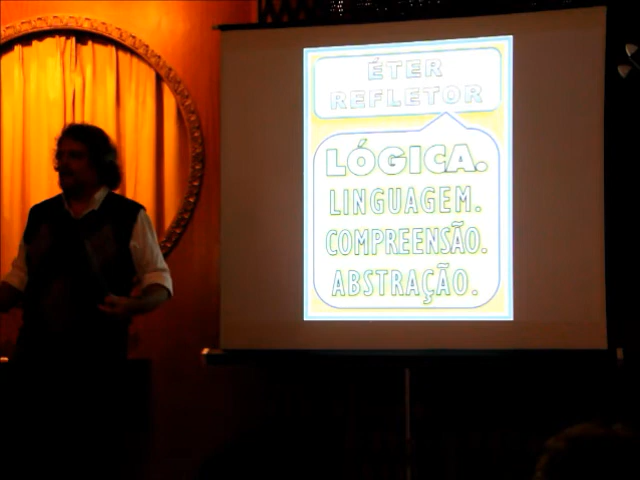 ÉTER
REFLETOR
LÓGICA.
LINGUAGEM.
COMPREENSÃO.
ABSTRAÇÃO.